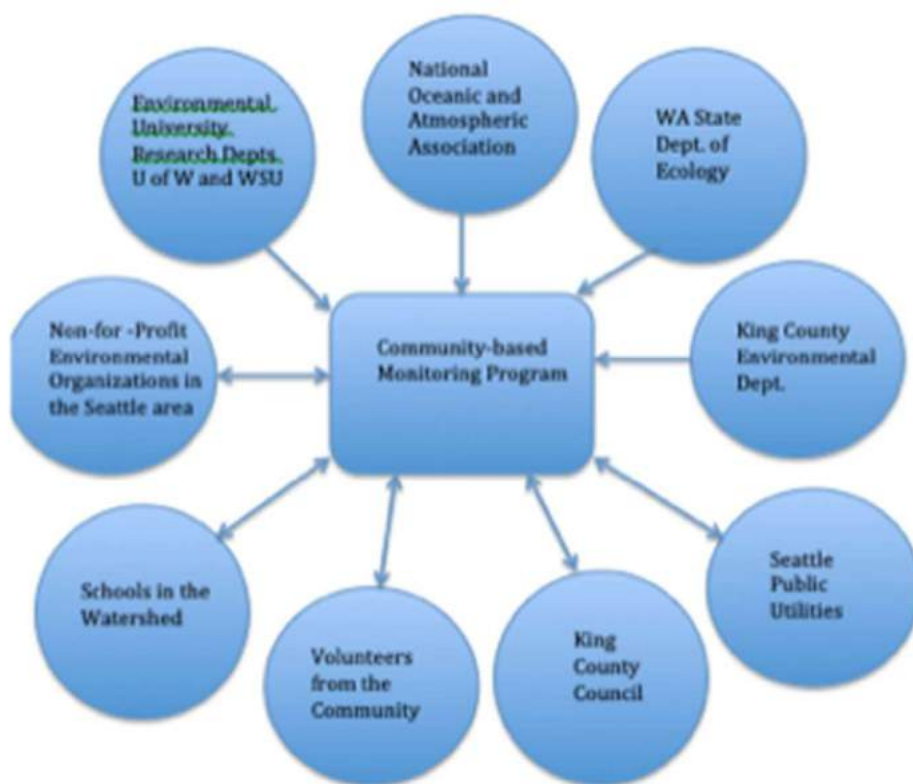 Environmental
University
Research Depts.
U of W and WSU
National
Oceanic and
Atmospheric
Association
WA State
Dept. of
Ecology
Non-for -Profit
Environmental
Organizations in
the Seattle area
Community-based
Monitoring Program
King County
Environmental
Dept.
Schools in the
Watershed
Volunteers
from the
Community
King
County
Council
Seattle
Public
Utilities